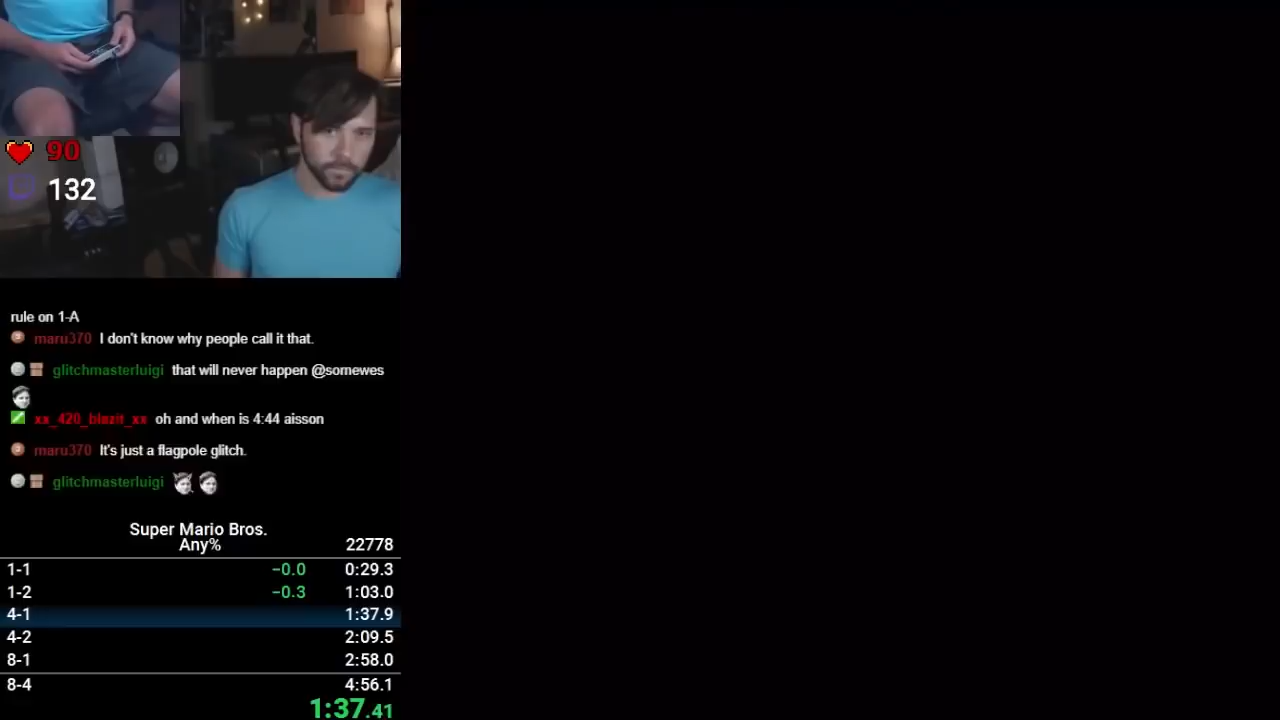 90
132
rule on 1-A
maru370 I don't know why people call it that.
glitchmasterluigi that will never happen @somewes
xx_420_blazit_xx oh and when is 4:44 aisson
maru370 It's just a flagpole glitch.
glitchmasterluigi
Super Mario Bros.
Any% 22778
1-1 −0.0 0:29.3
1-2 −0.3 1:03.0
4-1 1:37.9
4-2 2:09.5
8-1 2:58.0
8-4 4:56.1
1:37.41